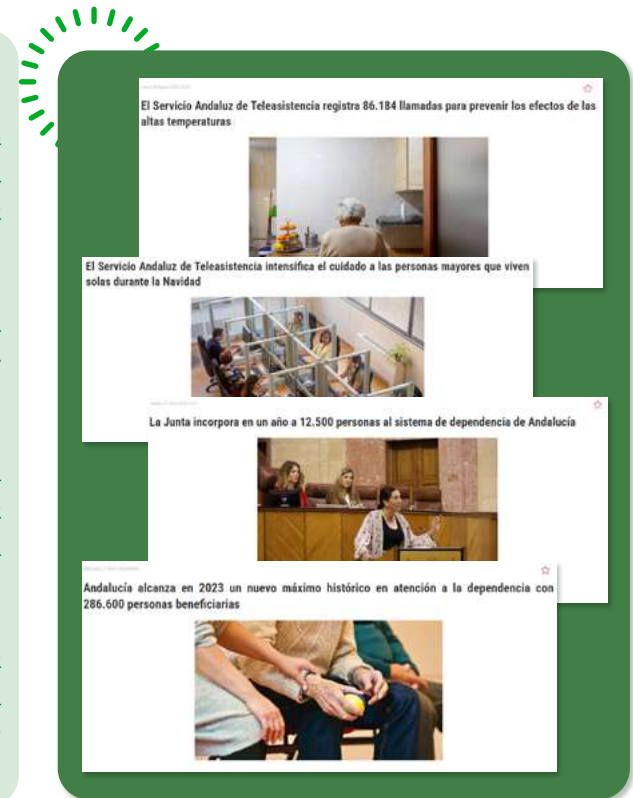 El Servicio Andaluz de Teleasistencia registra 86.184 llamadas para prevenir los efectos de las
altas temperaturas
El Servicio Andaluz de Teleasistencia intensifica el cuidado a las personas mayores que viven
solas durante la Navidad
La Junta incorpora en un año a 12.500 personas al sistema de dependencia de Andalucía
Andalucía alcanza en 2023 un nuevo máximo histórico en atención a la dependencia con
286.600 personas beneficiarias